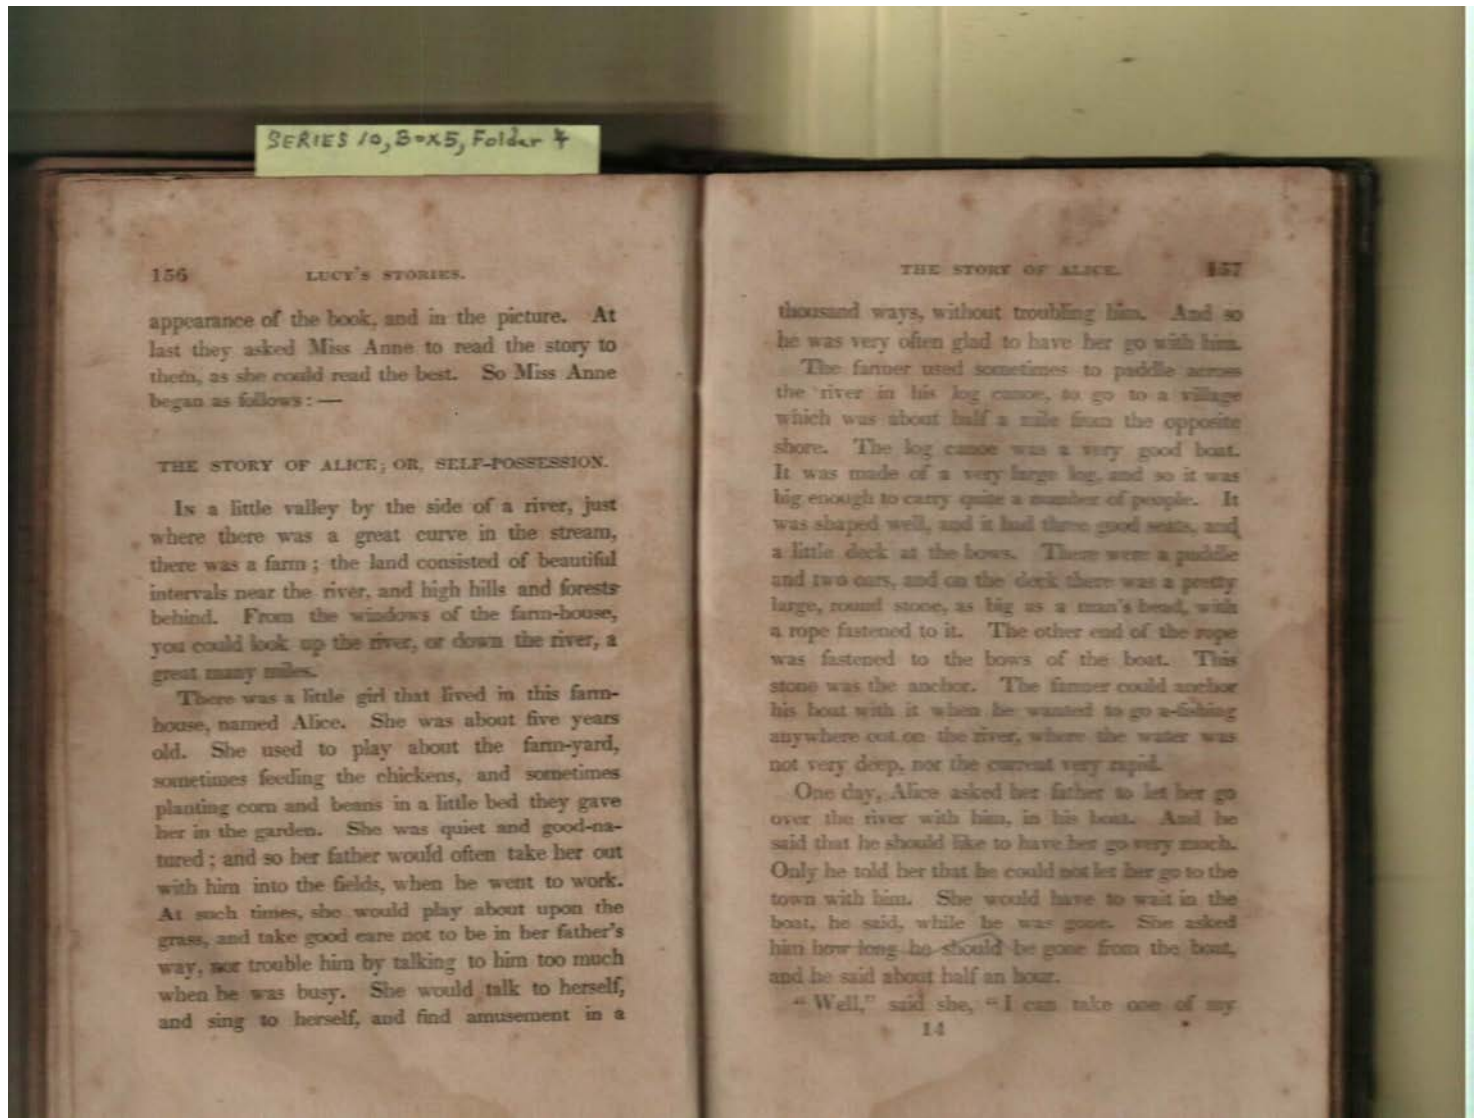 SERIES 10, Box 5, Folder 4
156 LUCY'S STORIES.
appearance of the book, and in the picture. At
last they asked Miss Anne to read the story to
them, as she could read the best. So Miss Anne
began as follows: —
THE STORY OF ALICE; OR, SELF-POSSESSION.
In a little valley by the side of a river, just
where there was a great curve in the stream,
there was a farm; the land consisted of beautiful
intervals near the river, and high hills and forests
behind. From the windows of the farm-house,
you could look up the river, or down the river, a
great many miles.
There was a little girl that lived in this farm-
house, named Alice. She was about five years
old. She used to play about the farm-yard,
sometimes feeding the chickens, and sometimes
planting corn and beans in a little bed they gave
her in the garden. She was quiet and good-na-
tured; and so her father would often take her out
with him into the fields, when he went to work.
At such times, she would play about upon the
grass, and take good care not to be in her father's
way, nor trouble him by talking to him too much
when he was busy. She would talk to herself,
and sing to herself, and find amusement in a
THE STORY OF ALICE. 157
thousand ways, without troubling him. And so
he was very often glad to have her go with him.
The farmer used sometimes to paddle across
the river in his log canoe, to go to a village
which was about half a mile from the opposite
shore. The log canoe was a very good boat.
It was made of a very large log, and so it was
big enough to carry quite a number of people. It
was shaped well, and it had three good seats, and
a little deck at the bows. There were a paddle
and two oars, and on the deck there was a pretty
large, round stone, as big as a man's head, with
a rope fastened to it. The other end of the rope
was fastened to the bows of the boat. This
stone was the anchor. The farmer could anchor
his boat with it when he wanted to go a-fishing
anywhere out on the river, where the water was
not very deep, nor the current very rapid.
One day, Alice asked her father to let her go
over the river with him, in his boat. And he
said that he should like to have her go very much.
Only he told her that he could not let her go to the
town with him. She would have to wait in the
boat, he said, while he was gone. She asked
him how long he should be gone from the boat,
and he said about half an hour.
"Well," said she, "I can take one of my
14